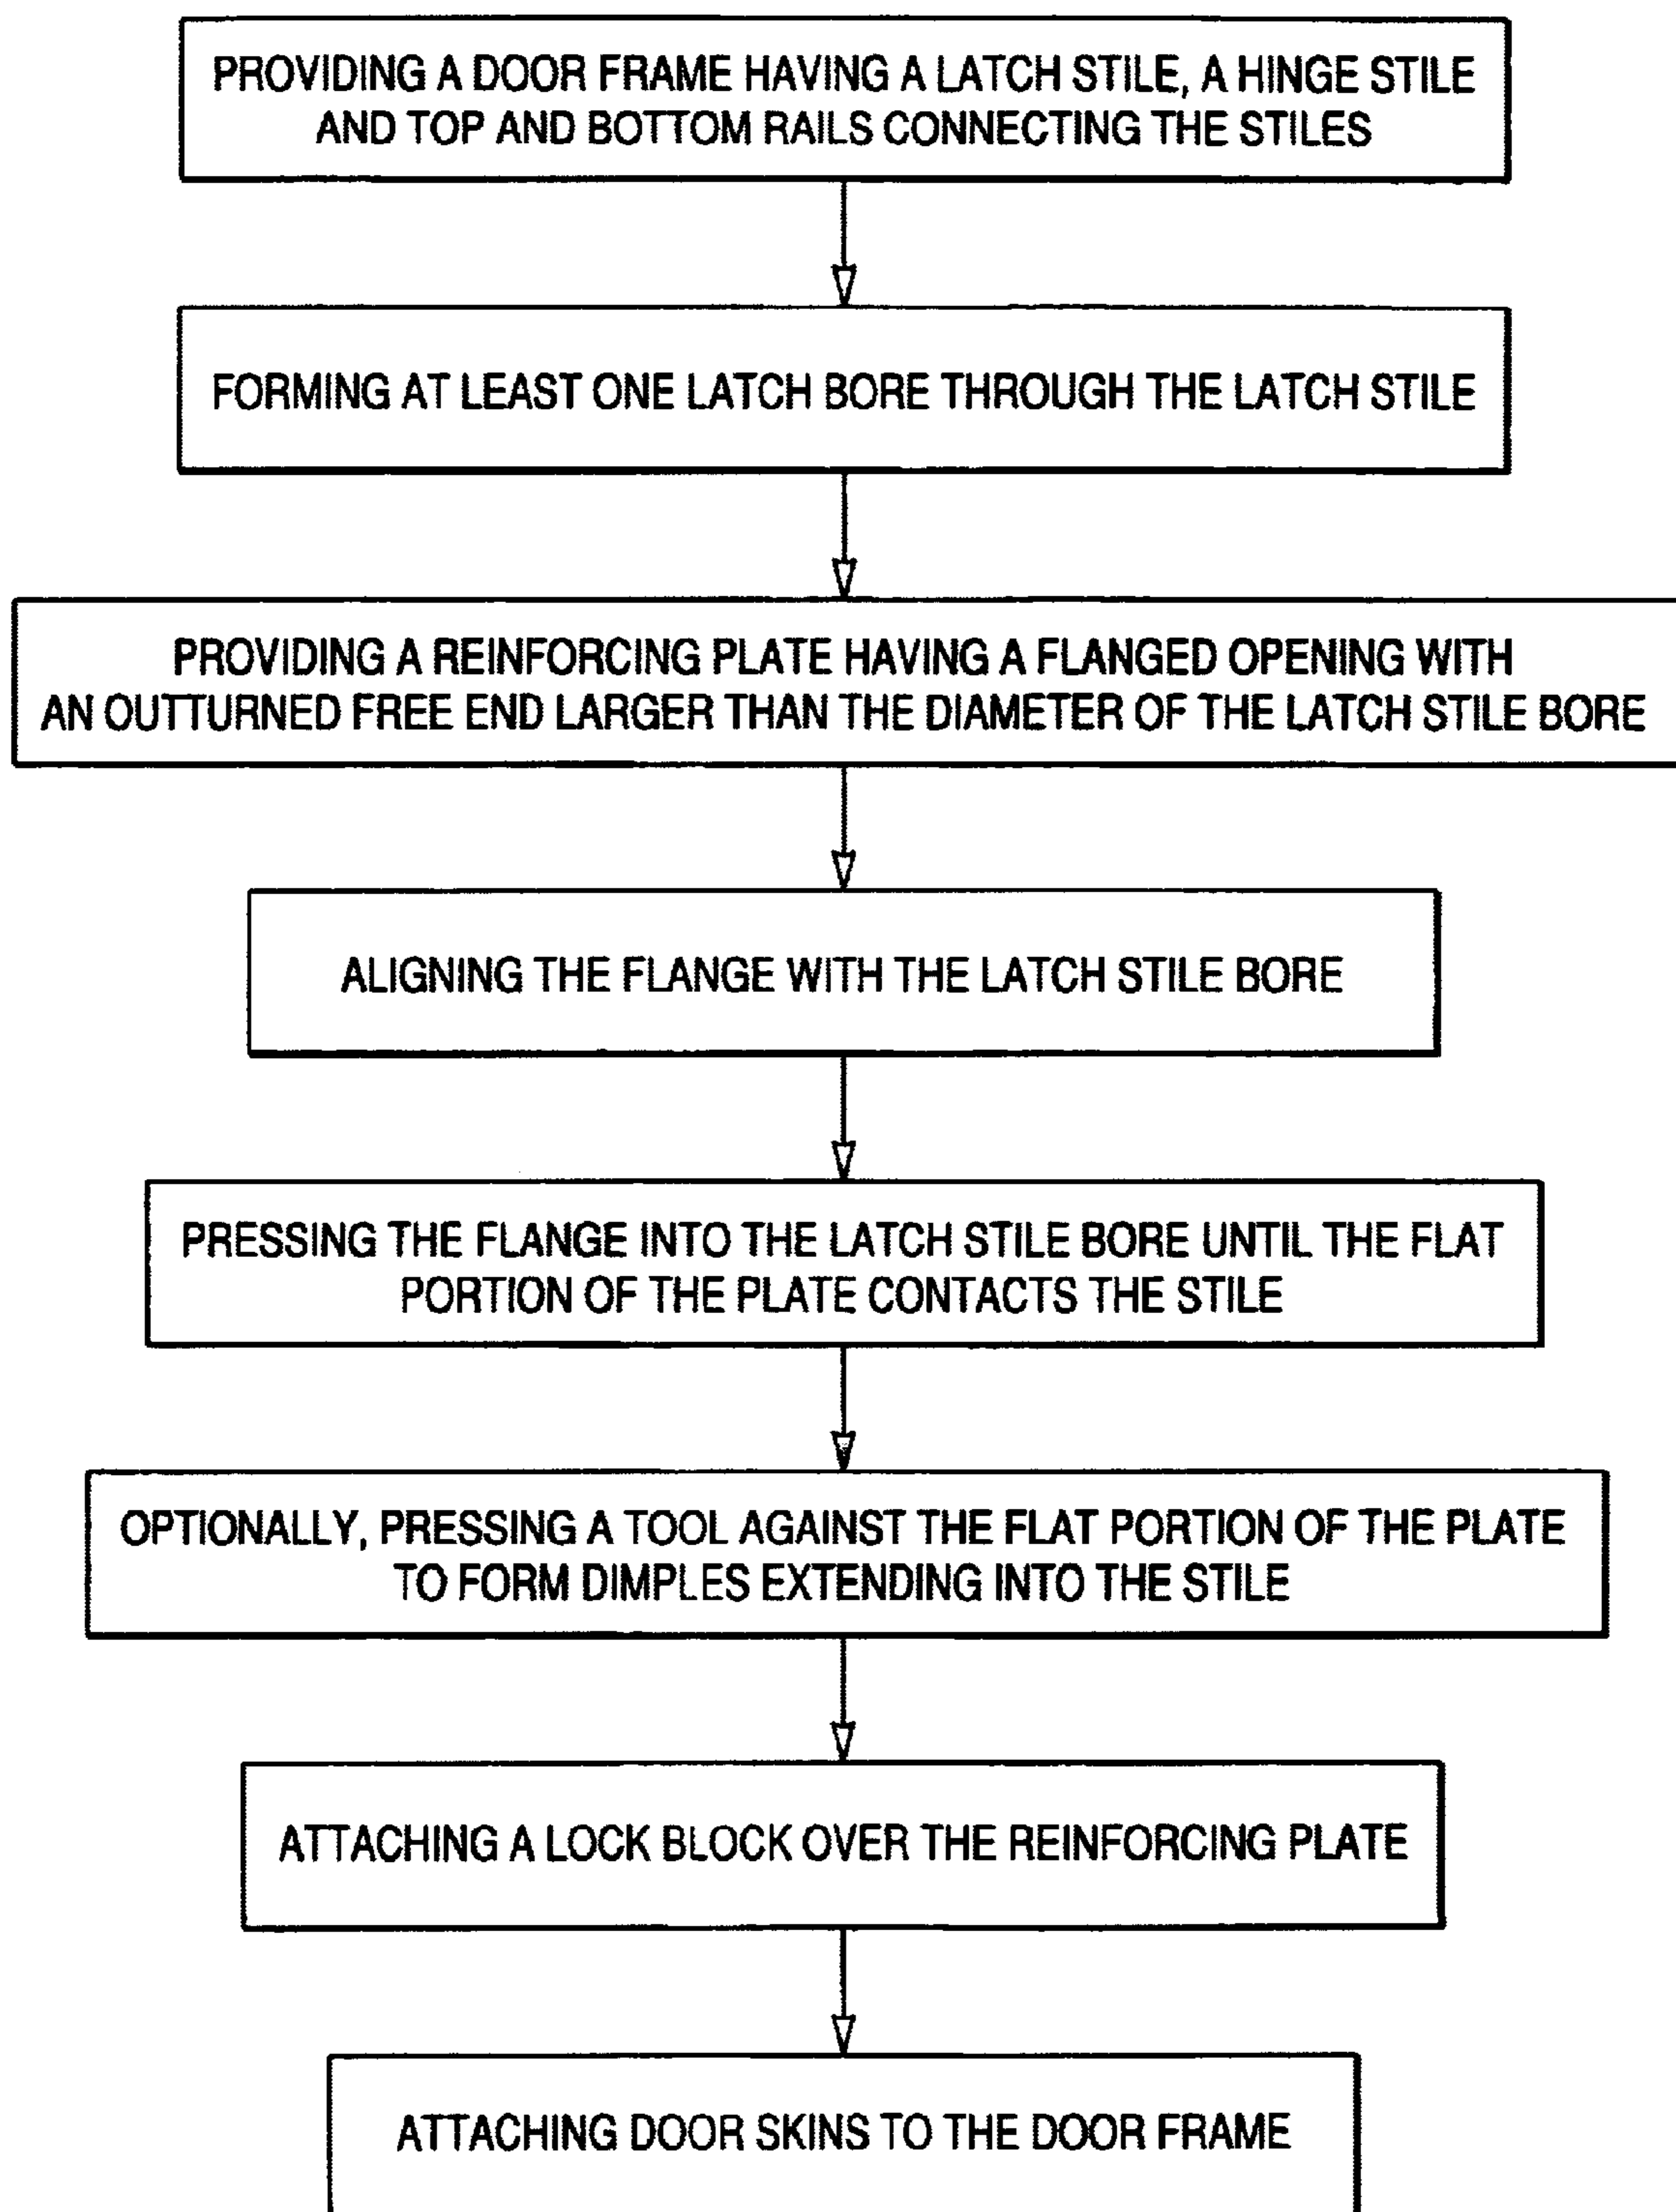 PROVIDING A DOOR FRAME HAVING A LATCH STILE, A HINGE STILE
AND TOP AND BOTTOM RAILS CONNECTING THE STILES
FORMING AT LEAST ONE LATCH BORE THROUGH THE LATCH STILE
PROVIDING A REINFORCING PLATE HAVING A FLANGED OPENING WITH
AN OUTTURNED FREE END LARGER THAN THE DIAMETER OF THE LATCH STILE BORE
ALIGNING THE FLANGE WITH THE LATCH STILE BORE
PRESSING THE FLANGE INTO THE LATCH STILE BORE UNTIL THE FLAT
PORTION OF THE PLATE CONTACTS THE STILE
OPTIONALLY, PRESSING A TOOL AGAINST THE FLAT PORTION OF THE PLATE
TO FORM DIMPLES EXTENDING INTO THE STILE
ATTACHING A LOCK BLOCK OVER THE REINFORCING PLATE
ATTACHING DOOR SKINS TO THE DOOR FRAME